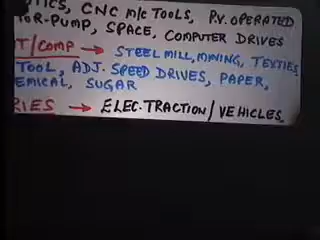 TICS, CNC m/c TOOLS, P.V. OPERATED
TOR-PUMP, SPACE, COMPUTER DRIVES
T/COMP → STEEL MILL, MINING, TEXTIES
TOOL, ADJ. SPEED DRIVES, PAPER,
EMICAL, SUGAR
RIES → ELEC. TRACTION/VEHICLES,